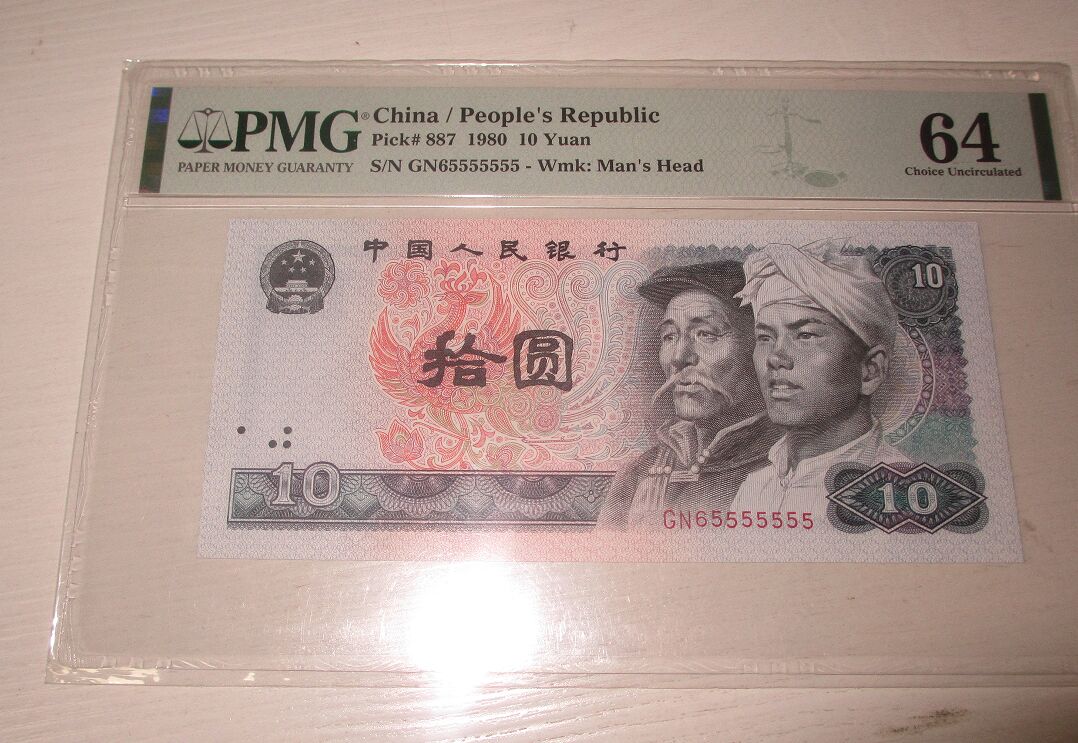 PMG® China / People's Republic
Pick# 887 1980 10 Yuan
PAPER MONEY GUARANTY S/N GN65555555 - Wmk: Man's Head
64
Choice Uncirculated
中国人民银行
10
拾圆
10
10
GN65555555